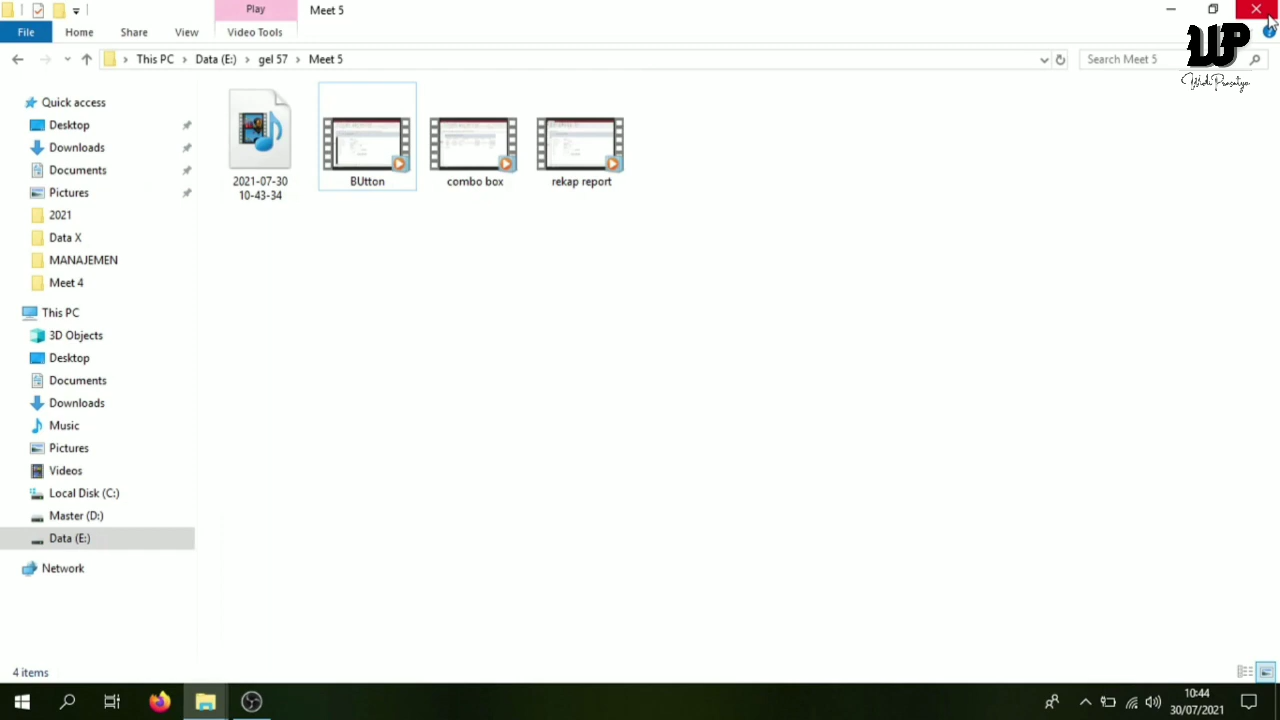 Play
Meet 5
File
Home
Share
View
Video Tools
WP
Widi Prasetyo
This PC
Data (E:)
gel 57
Meet 5
Search Meet 5
Quick access
Desktop
Downloads
Documents
Pictures
2021
Data X
MANAJEMEN
Meet 4
This PC
3D Objects
Desktop
Documents
Downloads
Music
Pictures
Videos
Local Disk (C:)
Master (D:)
Data (E:)
Network
2021-07-30
10-43-34
BUtton
combo box
rekap report
4 items
10:44
30/07/2021